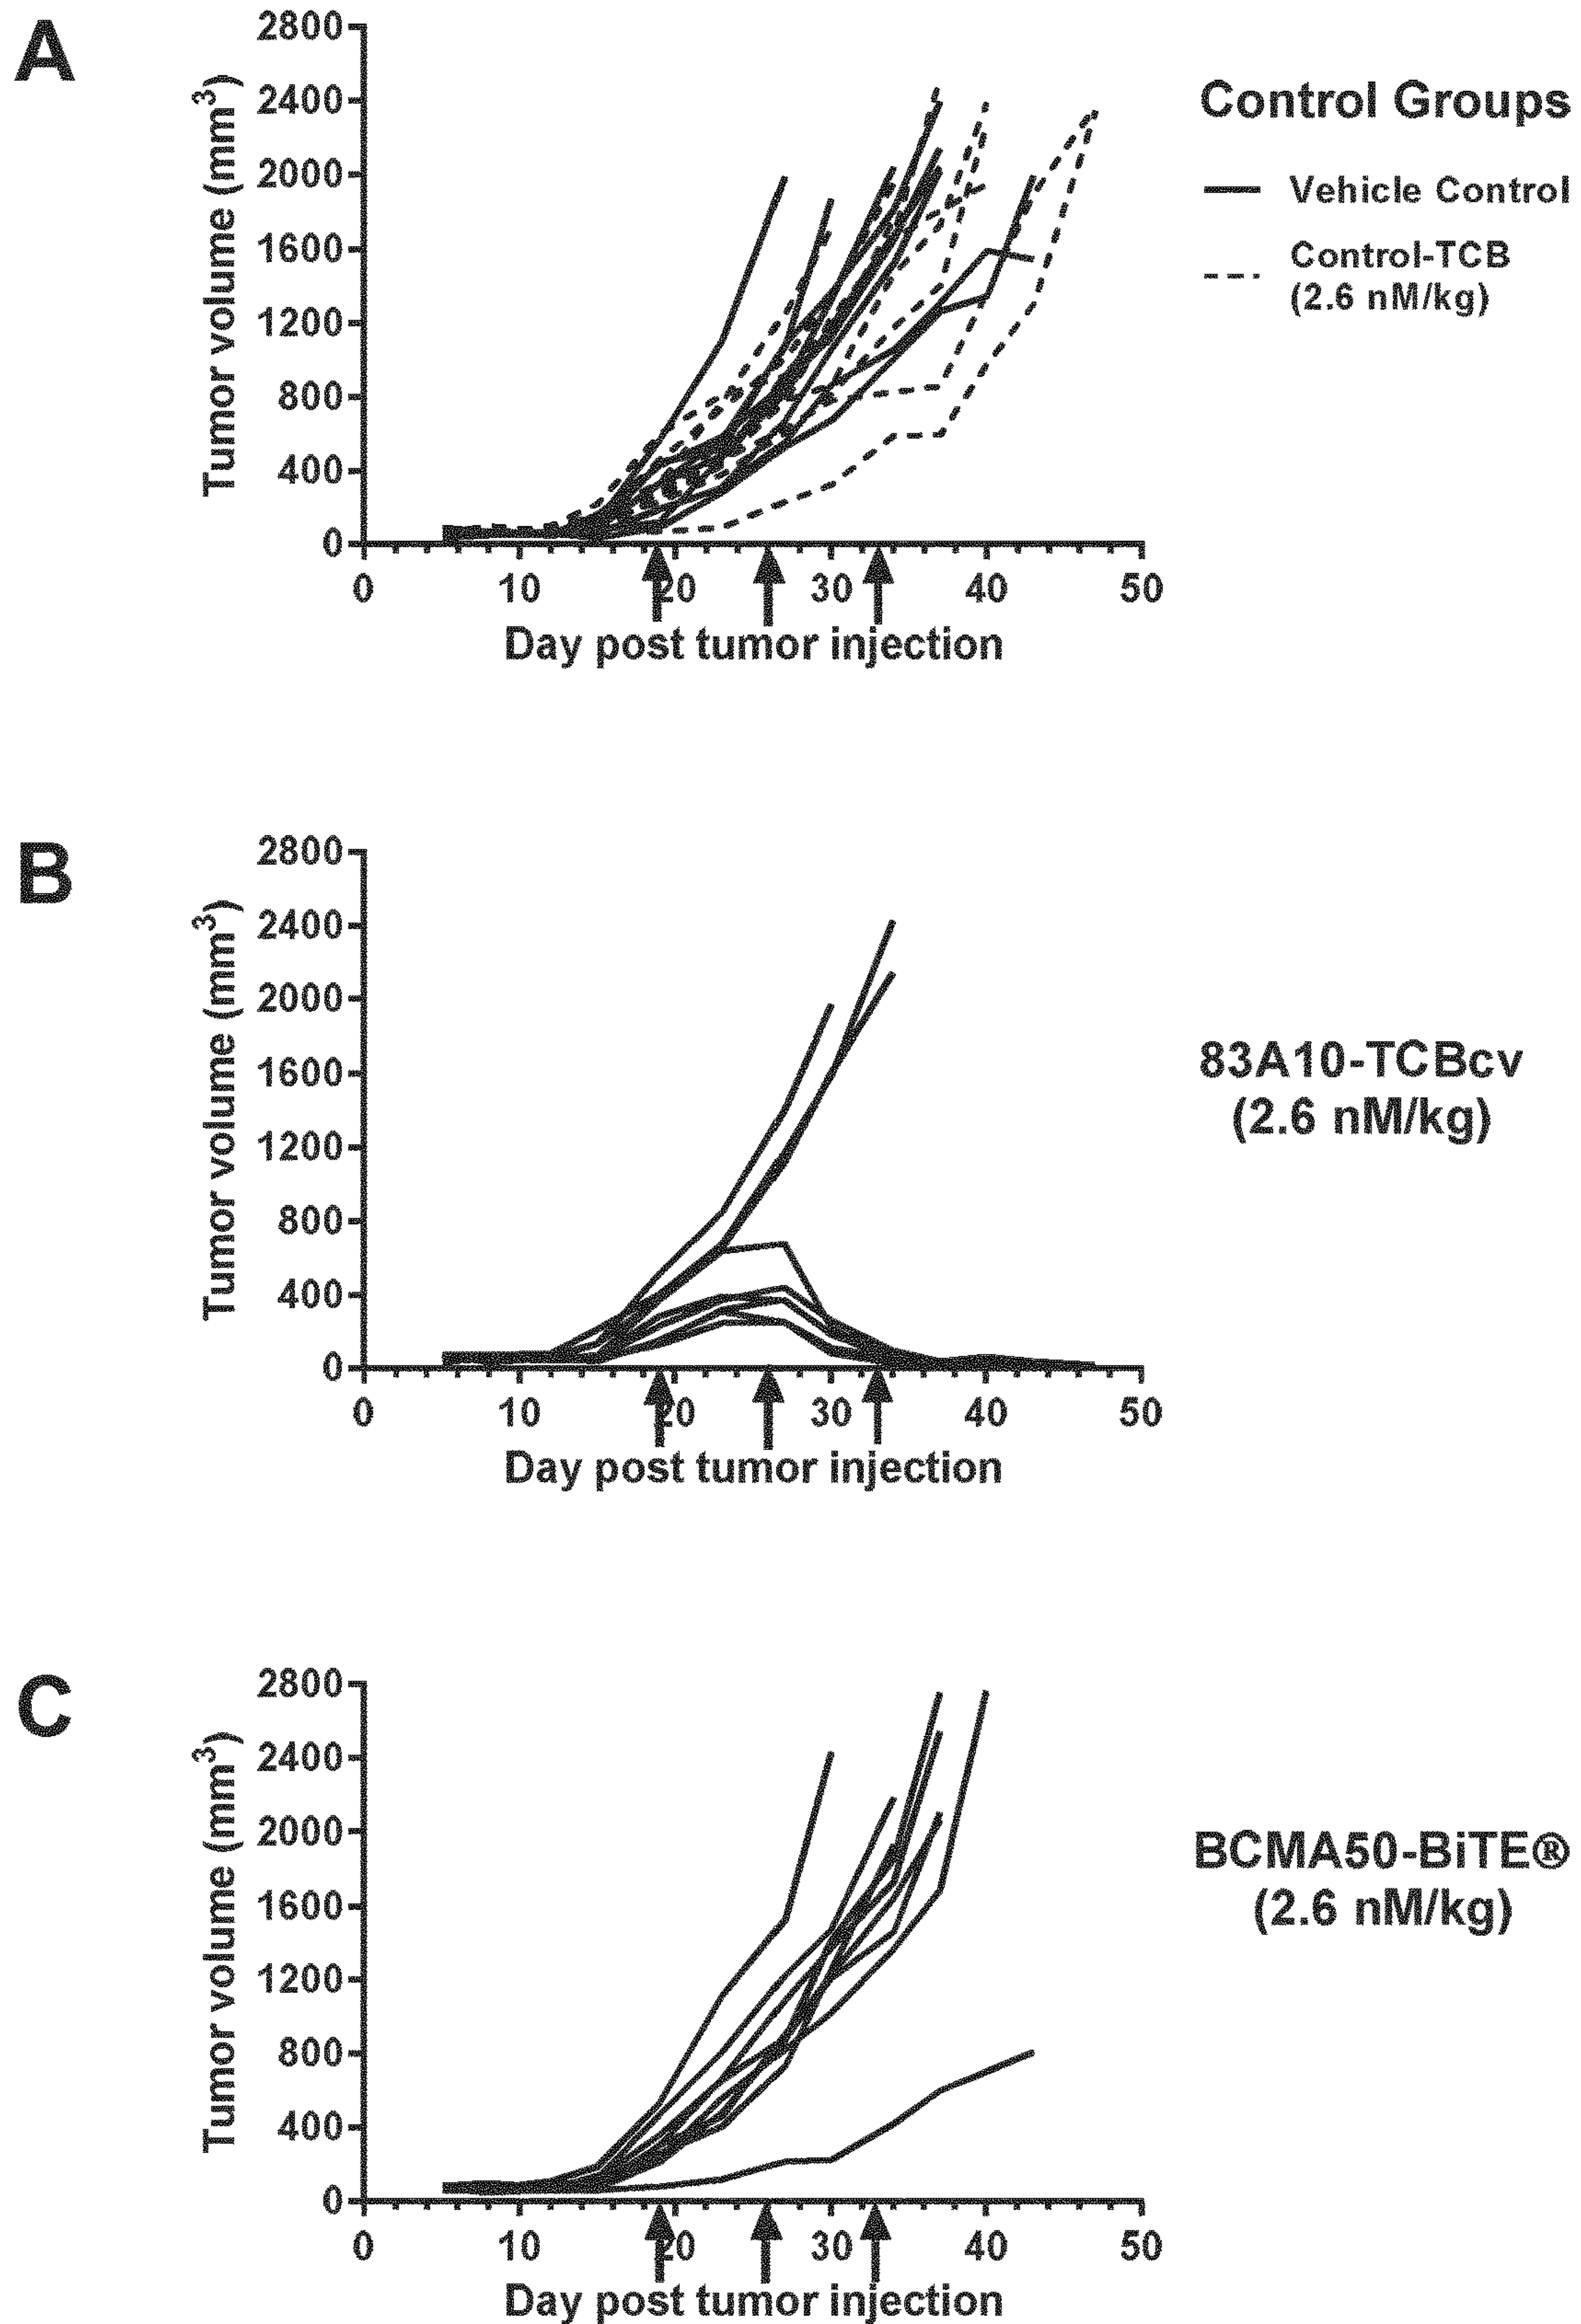 A
Tumor volume (mm³)
2800
2400
2000
1600
1200
800
400
0
0 10 20 30 40 50
Day post tumor injection
Control Groups
Vehicle Control
Control-TCB
(2.6 nM/kg)
B
Tumor volume (mm³)
2800
2400
2000
1600
1200
800
400
0
0 10 20 30 40 50
Day post tumor injection
83A10-TCBcv
(2.6 nM/kg)
C
Tumor volume (mm³)
2800
2400
2000
1600
1200
800
400
0
0 10 20 30 40 50
Day post tumor injection
BCMA50-BiTE®
(2.6 nM/kg)